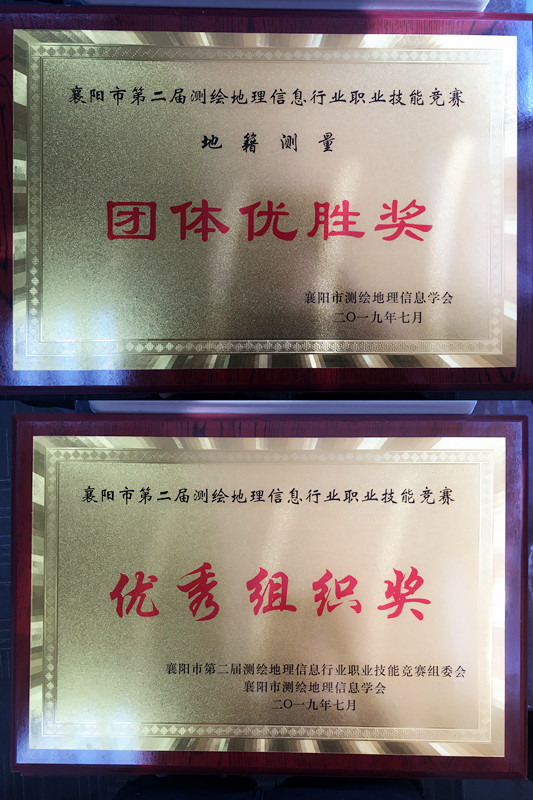 襄阳市第二届测绘地理信息行业职业技能竞赛
地籍测量
团体优胜奖
襄阳市测绘地理信息学会
二〇一九年七月
襄阳市第二届测绘地理信息行业职业技能竞赛
优秀组织奖
襄阳市第二届测绘地理信息行业职业技能竞赛组委会
襄阳市测绘地理信息学会
二〇一九年七月